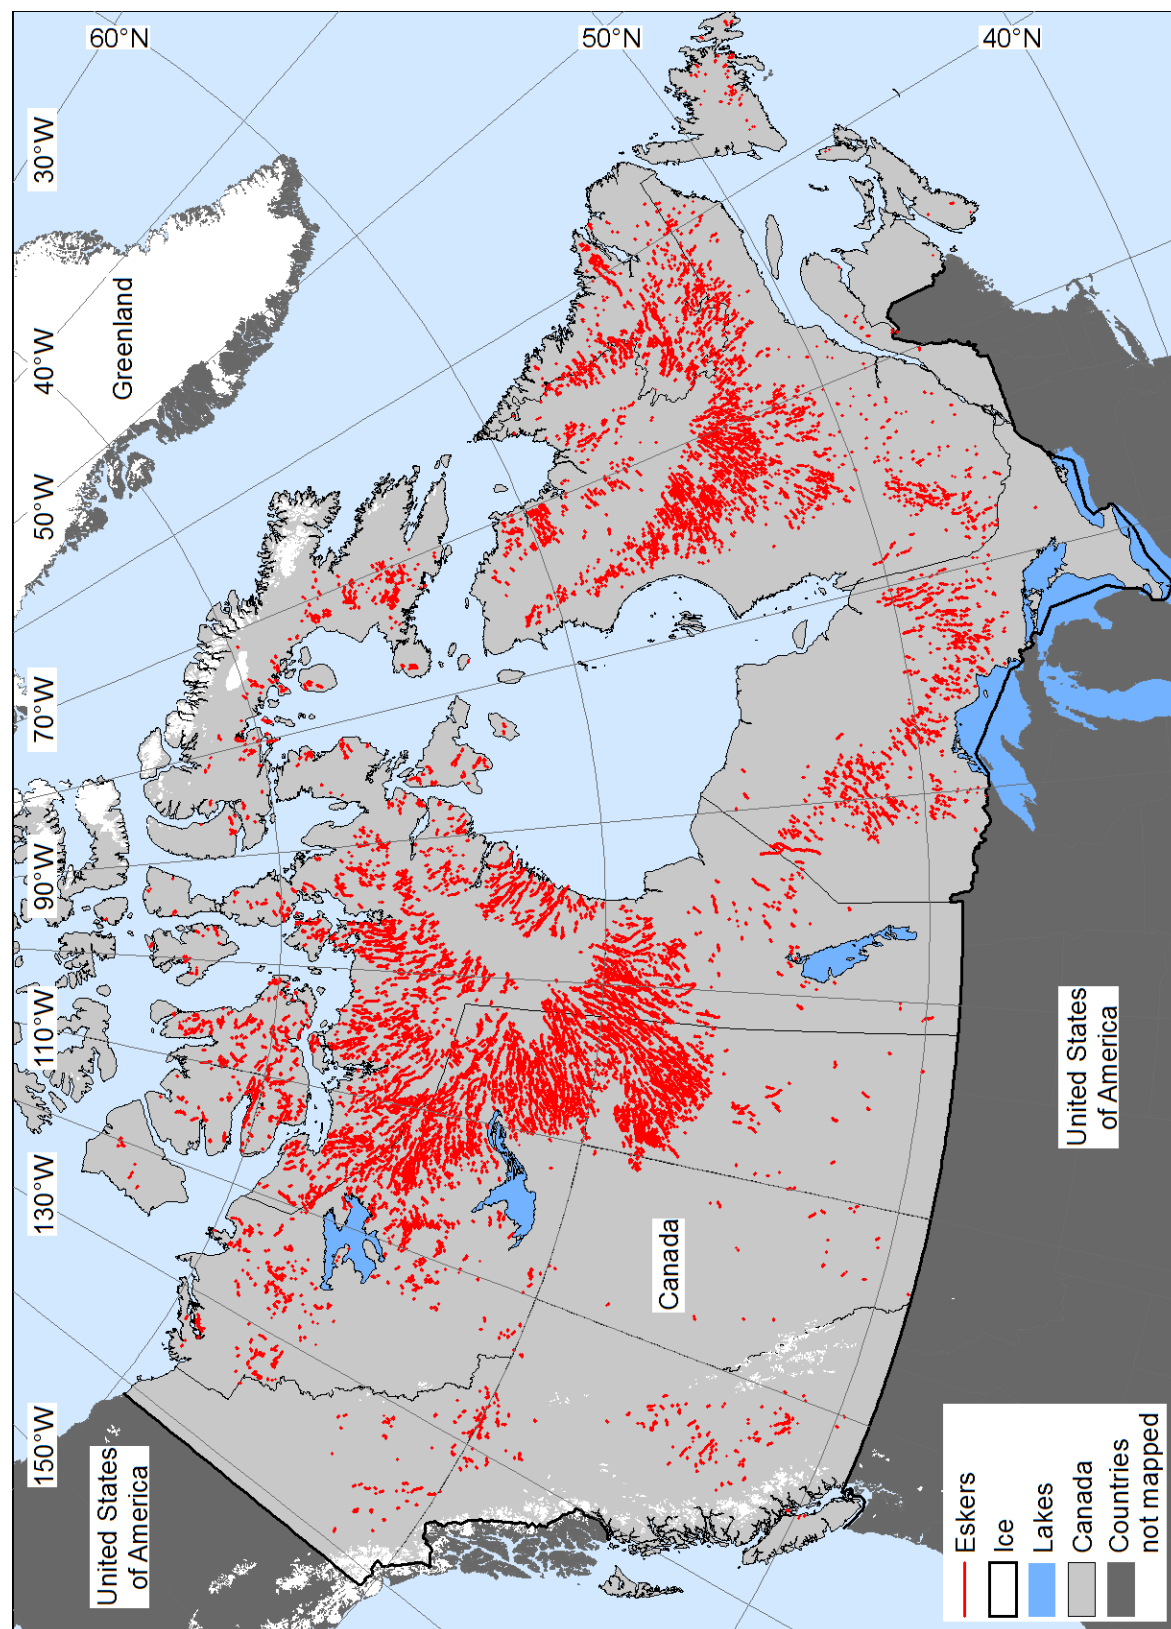 150°W
130°W
110°W
90°W
70°W
50°W
40°W
30°W
60°N
United States
of America
Greenland
50°N
Canada
40°N
United States
of America
Eskers
Ice
Lakes
Canada
Countries
not mapped